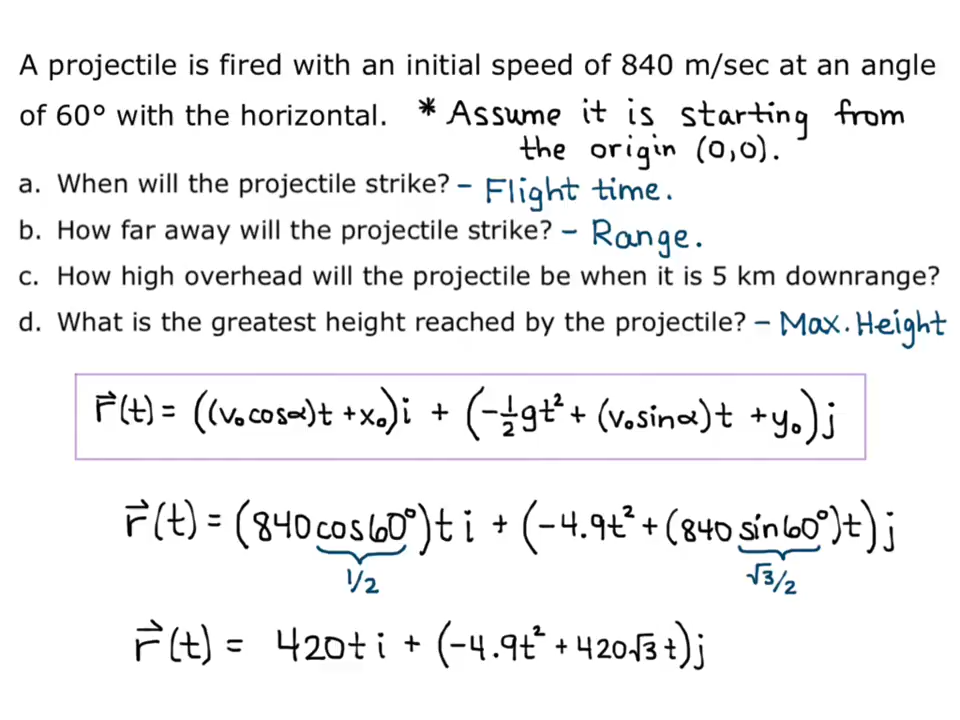 A projectile is fired with an initial speed of 840 m/sec at an angle
of 60° with the horizontal. * Assume it is starting from
the origin (0,0).
a. When will the projectile strike? - Flight time.
b. How far away will the projectile strike? - Range.
c. How high overhead will the projectile be when it is 5 km downrange?
d. What is the greatest height reached by the projectile? - Max. Height
r⃗(t) = ((v₀cosα)t + x₀)i + (-½gt² + (v₀sinα)t + y₀)j
r⃗(t) = (840cos60°)t i + (-4.9t² + (840 sin60°)t)j
1/2 √3/2
r⃗(t) = 420t i + (-4.9t² + 420√3 t)j